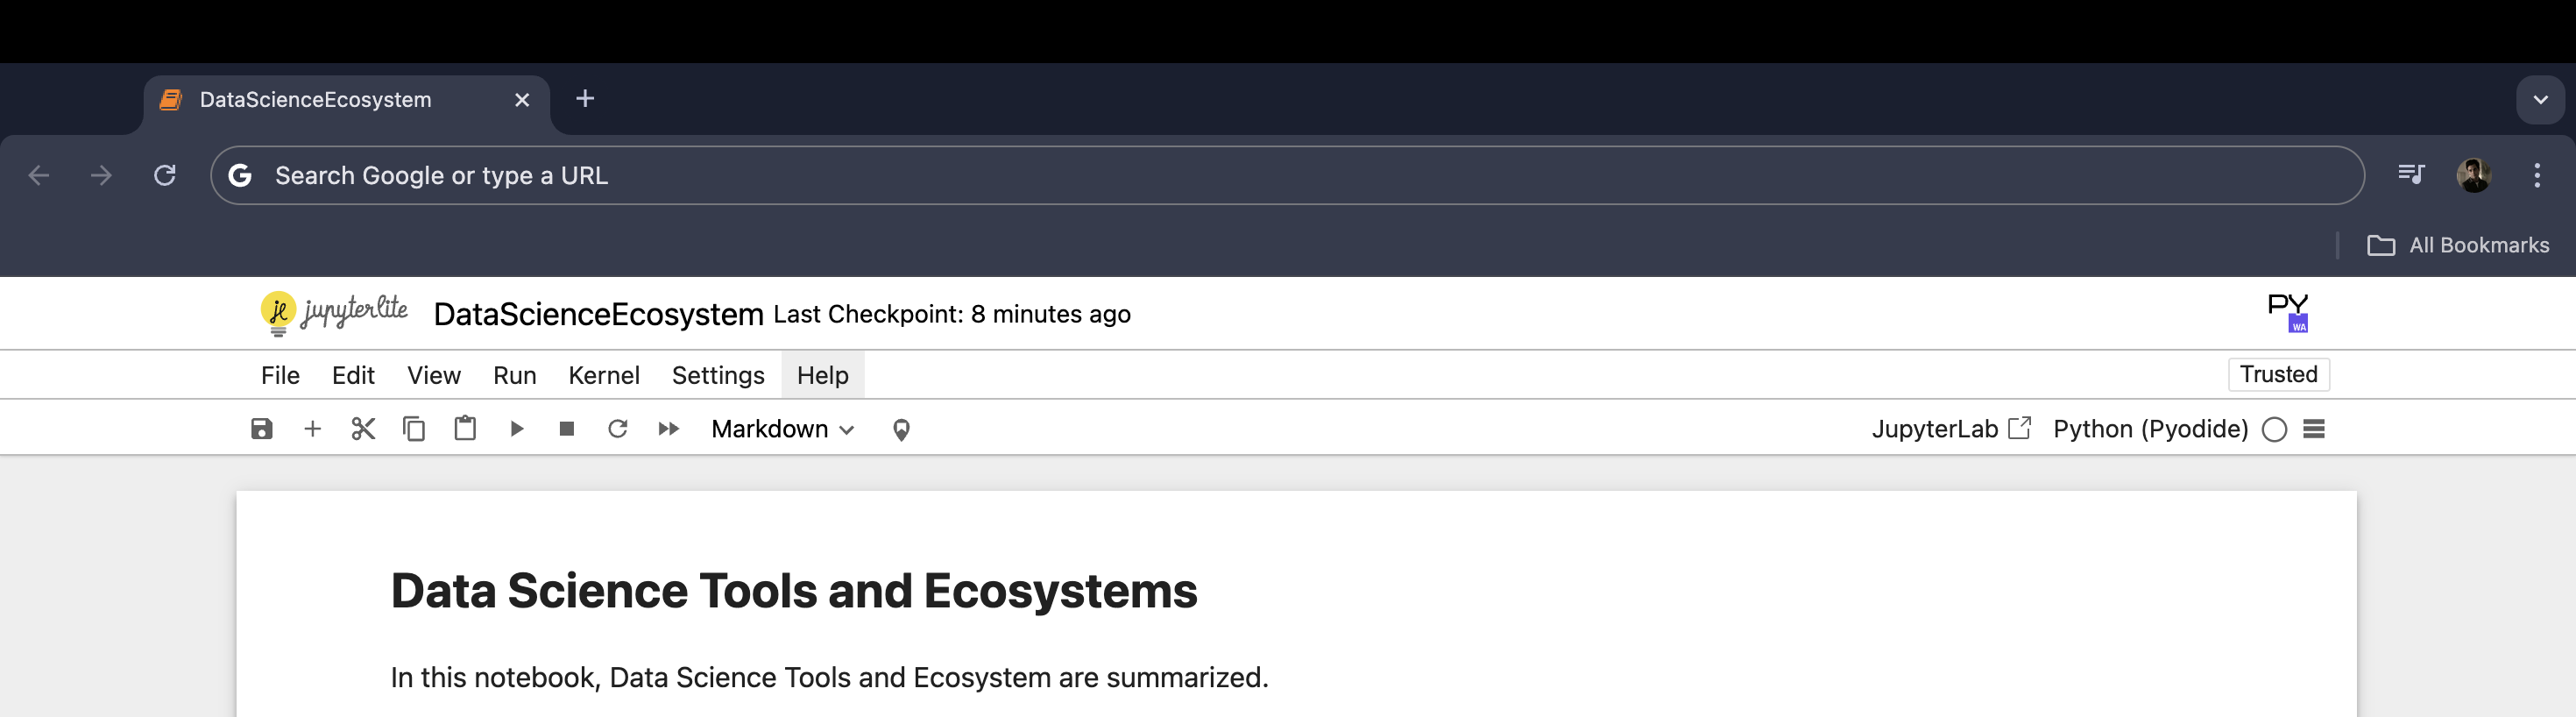 DataScienceEcosystem
Search Google or type a URL
All Bookmarks
jupyterlite DataScienceEcosystem Last Checkpoint: 8 minutes ago
PY
WA
File Edit View Run Kernel Settings Help Trusted
Markdown JupyterLab Python (Pyodide)
Data Science Tools and Ecosystems
In this notebook, Data Science Tools and Ecosystem are summarized.